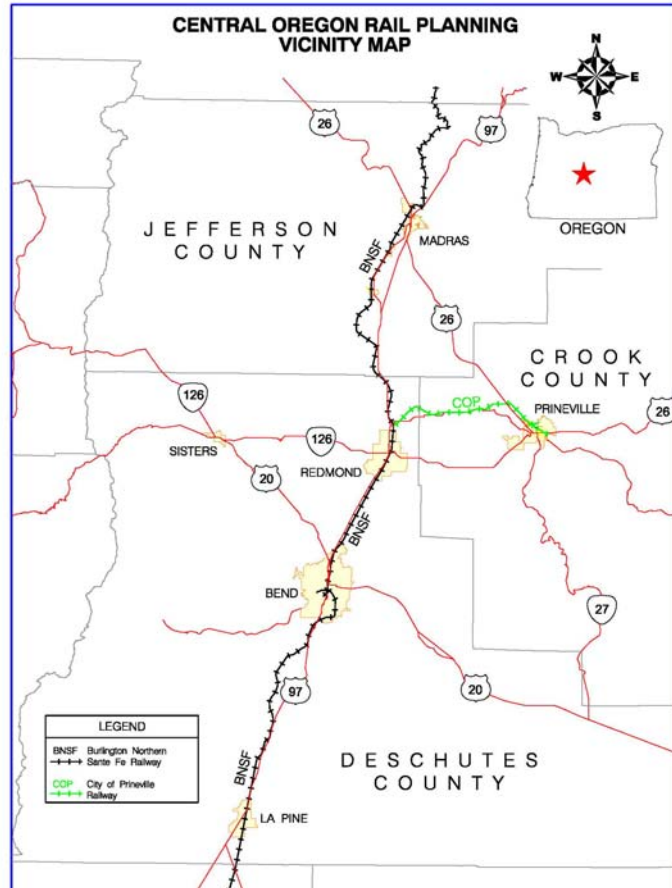 CENTRAL OREGON RAIL PLANNING
VICINITY MAP
N
W
E
S
26
97
OREGON
JEFFERSON
COUNTY
MADRAS
BNSF
26
CROOK
COUNTY
26
126
COP
PRINEVILLE
SISTERS
126
REDMOND
20
BNSF
BEND
27
97
20
LEGEND
BNSF Burlington Northern
Sante Fe Railway
COP City of Prineville
Railway
DESCHUTES
COUNTY
BNSF
LA PINE